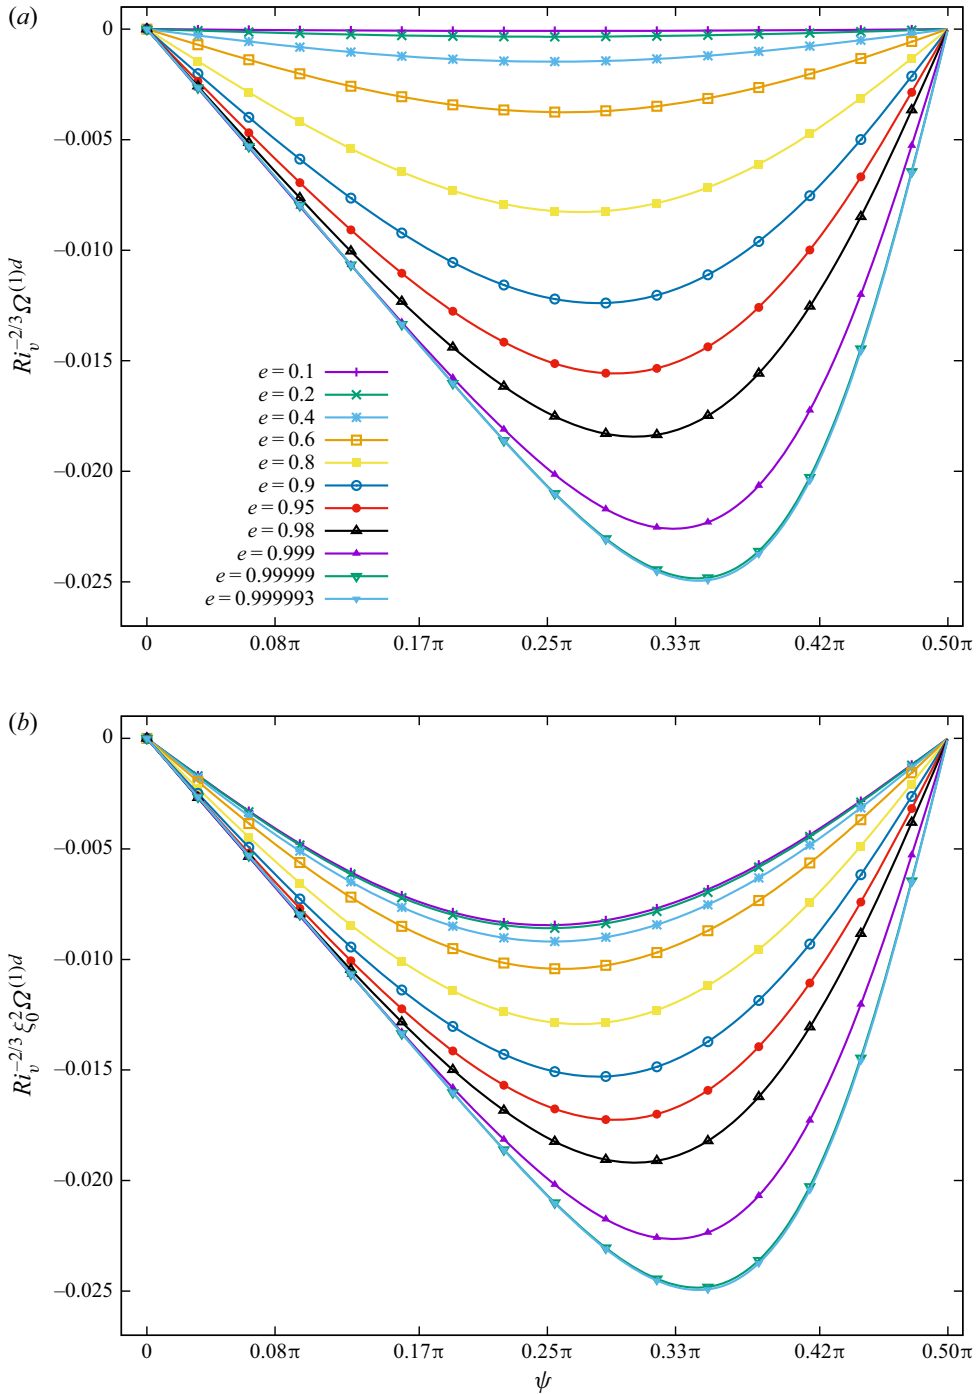 (a)
0
–0.005
–0.010
–0.015
–0.020
–0.025
Ri_v^{-2/3} Ω^{(1)d}
e = 0.1
e = 0.2
e = 0.4
e = 0.6
e = 0.8
e = 0.9
e = 0.95
e = 0.98
e = 0.999
e = 0.99999
e = 0.999993
0 0.08π 0.17π 0.25π 0.33π 0.42π 0.50π
(b)
0
–0.005
–0.010
–0.015
–0.020
–0.025
Ri_v^{-2/3} ξ_0^2 Ω^{(1)d}
0 0.08π 0.17π 0.25π 0.33π 0.42π 0.50π
ψ